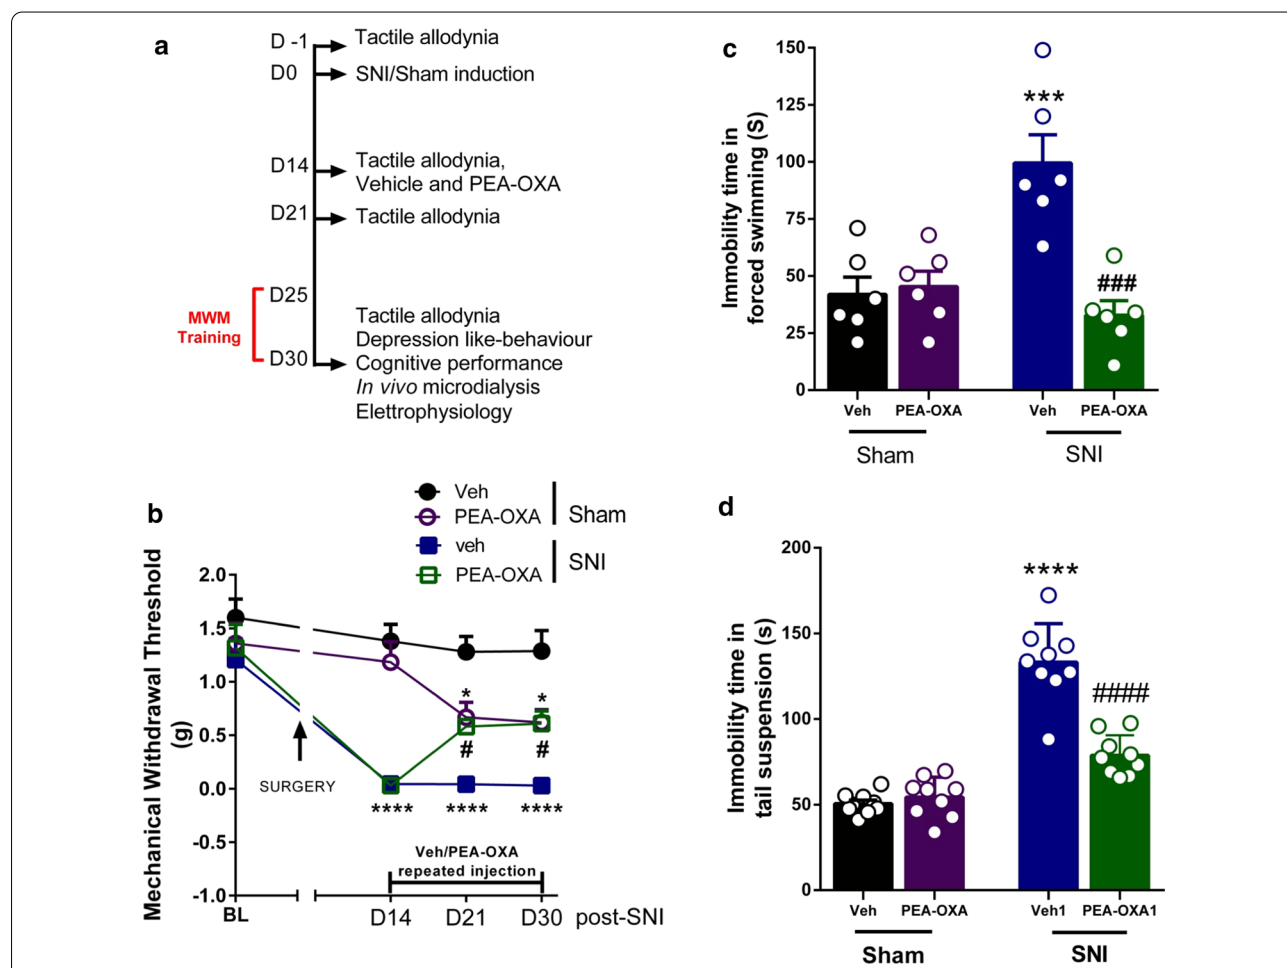 a
D -1
Tactile allodynia
D0
SNI/Sham induction
D14
Tactile allodynia,
Vehicle and PEA-OXA
D21
Tactile allodynia
D25
MWM
Training
D30
Tactile allodynia
Depression like-behaviour
Cognitive performance
In vivo microdialysis
Elettrophysiology
b
Veh
PEA-OXA
Sham
veh
PEA-OXA
SNI
Mechanical Withdrawal Threshold
(g)
2.0
1.5
1.0
0.5
0.0
-0.5
-1.0
SURGERY
*
*
#
#
****
****
****
Veh/PEA-OXA
repeated injection
BL
D14
D21
D30
post-SNI
c
Immobility time in
forced swimming (S)
150
125
100
75
50
25
0
***
###
Veh
PEA-OXA
Veh
PEA-OXA
Sham
SNI
d
Immobility time in
tail suspension (s)
200
150
100
50
0
****
####
Veh
PEA-OXA
Veh1
PEA-OXA1
Sham
SNI